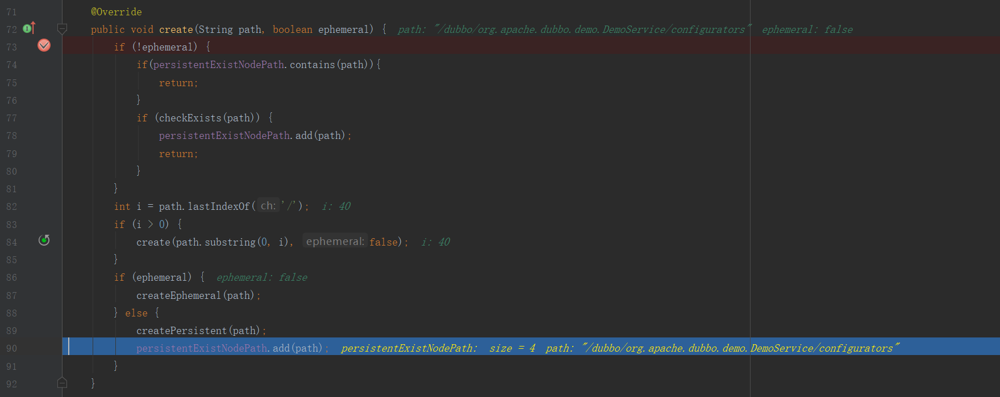 71 @Override
72 public void create(String path, boolean ephemeral) { path: "/dubbo/org.apache.dubbo.demo.DemoService/configurators" ephemeral: false
73 if (!ephemeral) {
74 if(persistentExistNodePath.contains(path)){
75 return;
76 }
77 if (checkExists(path)) {
78 persistentExistNodePath.add(path);
79 return;
80 }
81 }
82 int i = path.lastIndexOf( ch: '/'); i: 40
83 if (i > 0) {
84 create(path.substring(0, i), ephemeral: false); i: 40
85 }
86 if (ephemeral) { ephemeral: false
87 createEphemeral(path);
88 } else {
89 createPersistent(path);
90 persistentExistNodePath.add(path); persistentExistNodePath: size = 4 path: "/dubbo/org.apache.dubbo.demo.DemoService/configurators"
91 }
92 }